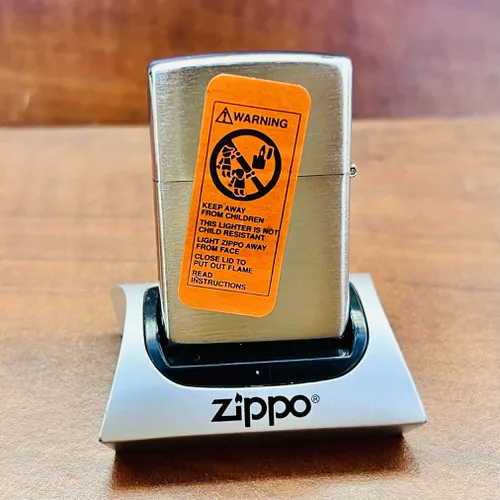 ⚠ WARNING
KEEP AWAY
FROM CHILDREN
THIS LIGHTER IS NOT
CHILD RESISTANT
LIGHT ZIPPO AWAY
FROM FACE
CLOSE LID TO
PUT OUT FLAME
READ
INSTRUCTIONS
zippo®